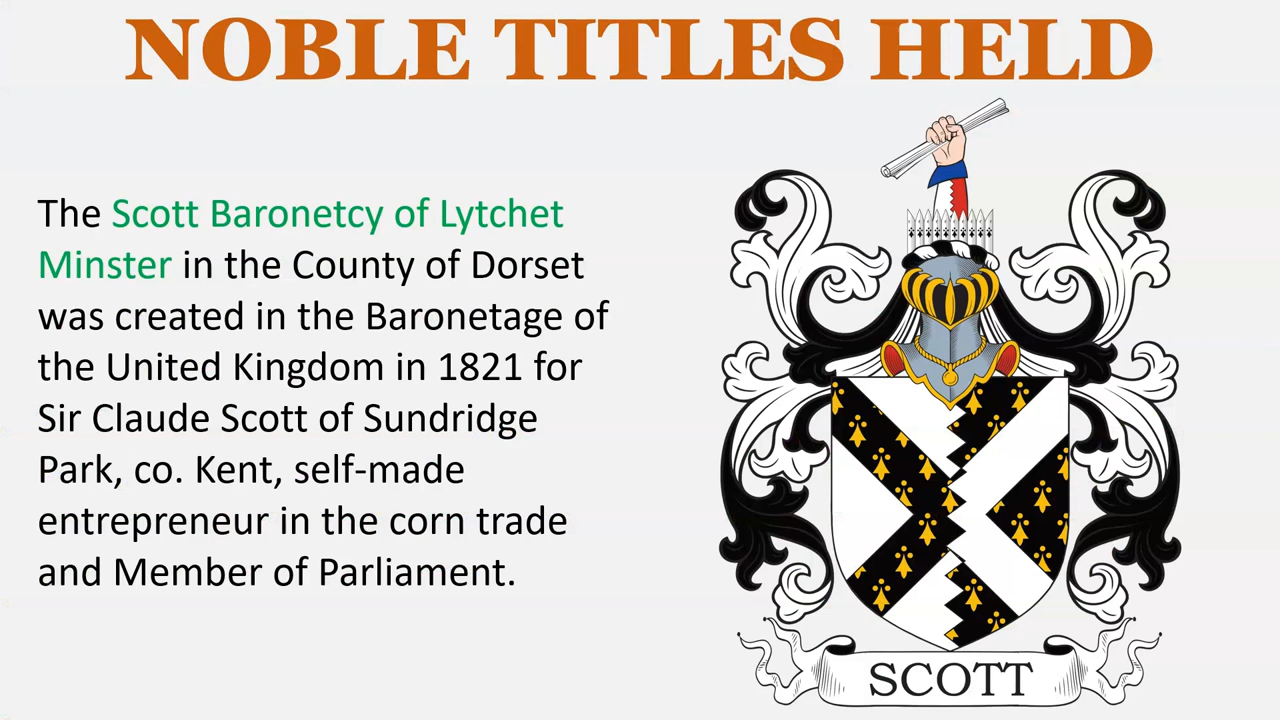 NOBLE TITLES HELD
The Scott Baronetcy of Lytchet
Minster in the County of Dorset
was created in the Baronetage of
the United Kingdom in 1821 for
Sir Claude Scott of Sundridge
Park, co. Kent, self-made
entrepreneur in the corn trade
and Member of Parliament.
SCOTT